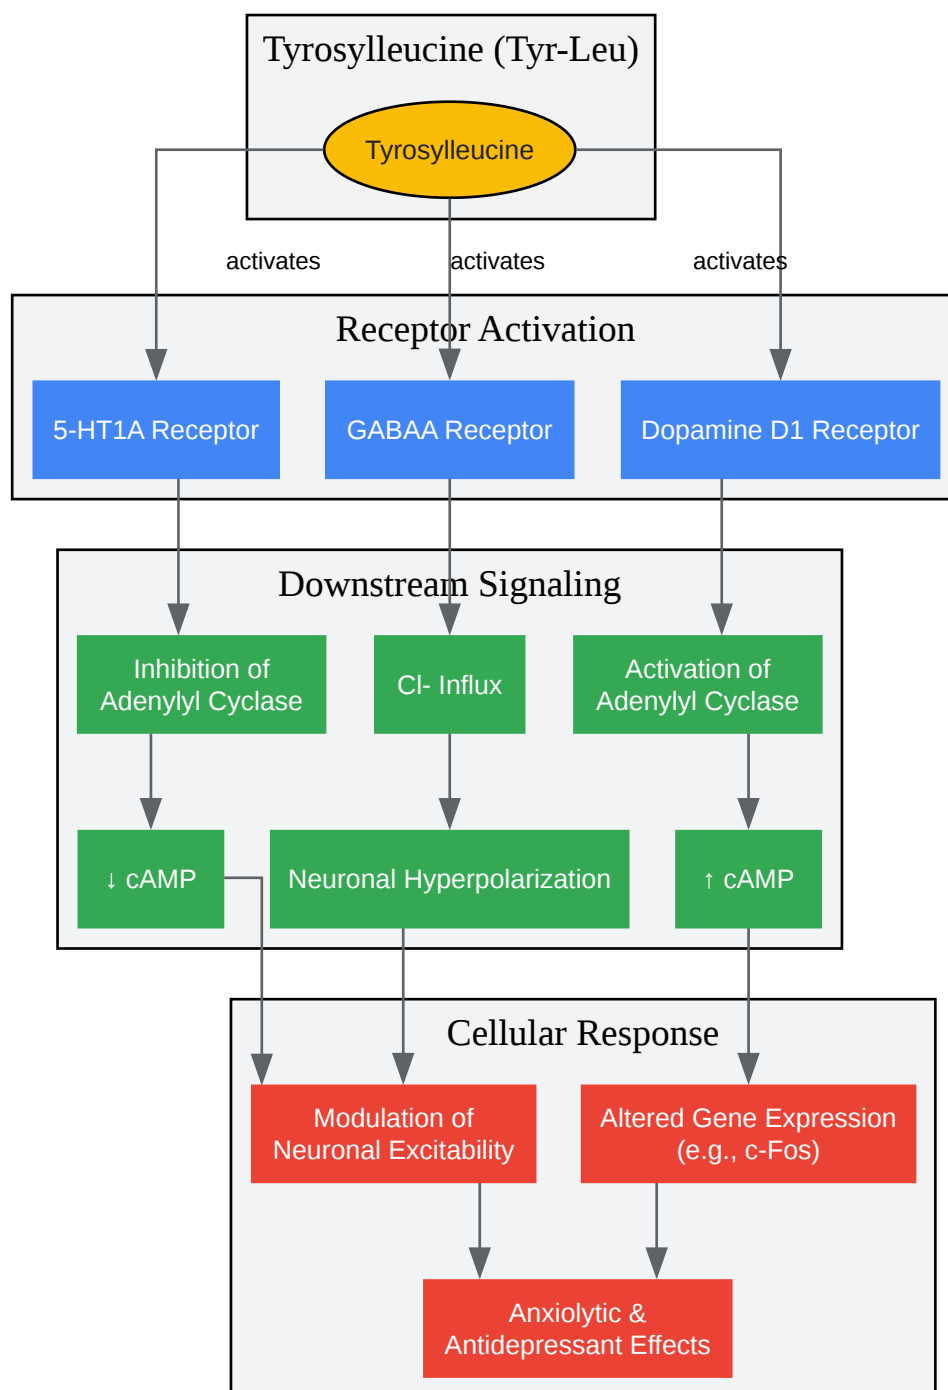 Tyrosylleucine (Tyr-Leu)
Tyrosylleucine
activates
activates
activates
Receptor Activation
5-HT1A Receptor
GABAA Receptor
Dopamine D1 Receptor
Downstream Signaling
Inhibition of
Adenylyl Cyclase
Cl- Influx
Activation of
Adenylyl Cyclase
↓ cAMP
Neuronal Hyperpolarization
↑ cAMP
Cellular Response
Modulation of
Neuronal Excitability
Altered Gene Expression
(e.g., c-Fos)
Anxiolytic &
Antidepressant Effects